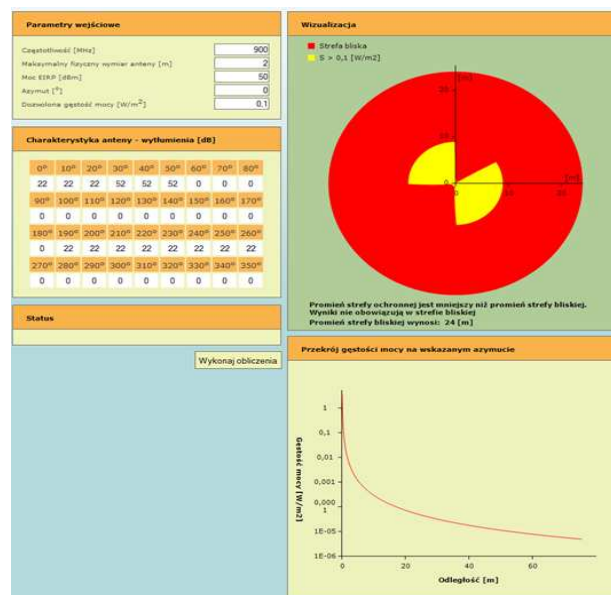 Parametry wejściowe
Częstotliwość [MHz] 900
Maksymalny fizyczny wymiar anteny [m] 2
Moc EIRP [dBm] 50
Azymut [°] 0
Dozwolona gęstość mocy [W/m2] 0,1
Charakterystyka anteny - wytłumienia [dB]
0° 10° 20° 30° 40° 50° 60° 70° 80°
22 22 22 52 52 52 0 0 0
90° 100° 110° 120° 130° 140° 150° 160° 170°
0 0 0 0 0 0 0 0 0
180° 190° 200° 210° 220° 230° 240° 250° 260°
0 22 22 22 22 22 22 22 22
270° 280° 290° 300° 310° 320° 330° 340° 350°
0 0 0 0 0 0 0 0 0
Status
Wykonaj obliczenia
Wizualizacja
Strefa bliska
S > 0,1 [W/m2]
[m]
20
10
0
[m]
0 10 20
Promień strefy ochronnej jest mniejszy niż promień strefy bliskiej.
Wyniki nie obowiązują w strefie bliskiej
Promień strefy bliskiej wynosi: 24 [m]
Przekrój gęstości mocy na wskazanym azymucie
Gęstość mocy [W/m2]
1
0,1
0,01
0,001
0,000
1
1E-05
1E-06
0 20 40 60
Odległość [m]